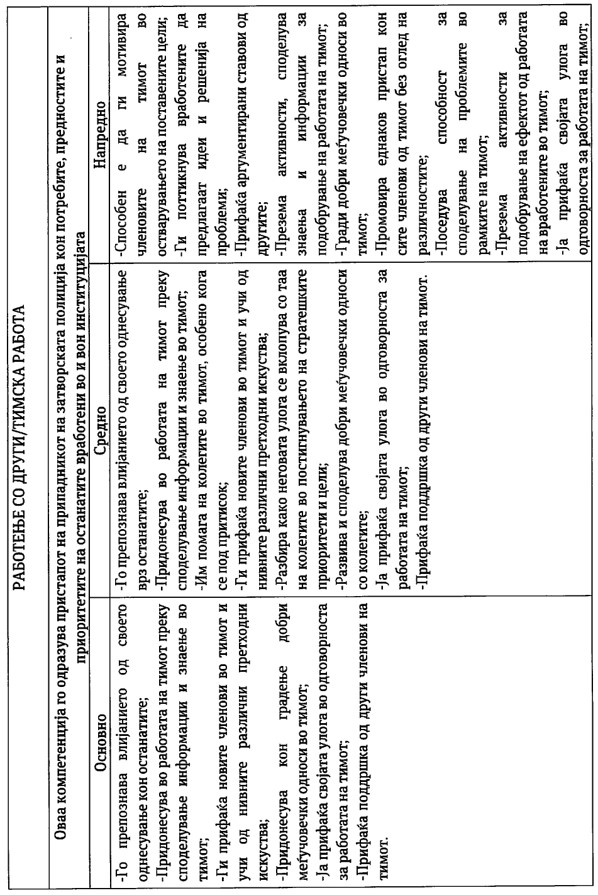 РАБОТЕЊЕ СО ДРУГИ/ТИМСКА РАБОТА
Оваа компетенција го одразува пристапот на припадникот на затворската полиција кон потребите, предностите и
приоритетите на останатите вработени во и вон институцијата
Основно
-Го препознава влијанието од своето
однесување кон останатите;
-Придонесува во работата на тимот преку
споделување информации и знаење во
тимот;
-Ги прифаќа новите членови во тимот и
учи од нивните различни претходни
искуства;
-Придонесува кон градење добри
меѓучовечки односи во тимот;
-Ја прифаќа својата улога во одговорноста
за работата на тимот;
-Прифаќа поддршка од други членови на
тимот.
Средно
-Го препознава влијанието од своето однесување
врз останатите;
-Придонесува во работата на тимот преку
споделување информации и знаење во тимот;
-Им помага на колегите во тимот, особено кога
се под притисок;
-Ги прифаќа новите членови во тимот и учи од
нивните различни претходни искуства;
-Разбира како неговата улога се вклопува со таа
на колегите во постигнувањето на стратешките
приоритети и цели;
-Развива и споделува добри меѓучовечки односи
со колегите;
-Ја прифаќа својата улога во одговорноста за
работата на тимот;
-Прифаќа поддршка од други членови на тимот.
Напредно
-Способен е да ги мотивира
членовите на тимот во
остварувањето на поставените цели;
-Ги поттикнува вработените да
предлагаат идеи и решенија на
проблеми;
-Прифаќа аргументирани ставови од
другите;
-Презема активности, споделува
знаења и информации за
подобрување на работата на тимот;
-Гради добри меѓучовечки односи во
тимот;
-Промовира еднаков пристап кон
сите членови од тимот без оглед на
различностите;
-Поседува способност за
споделување на проблемите во
рамките на тимот;
-Презема активности за
подобрување на ефектот од работата
на вработените во тимот;
-Ја прифаќа својата улога во
одговорноста за работата на тимот;